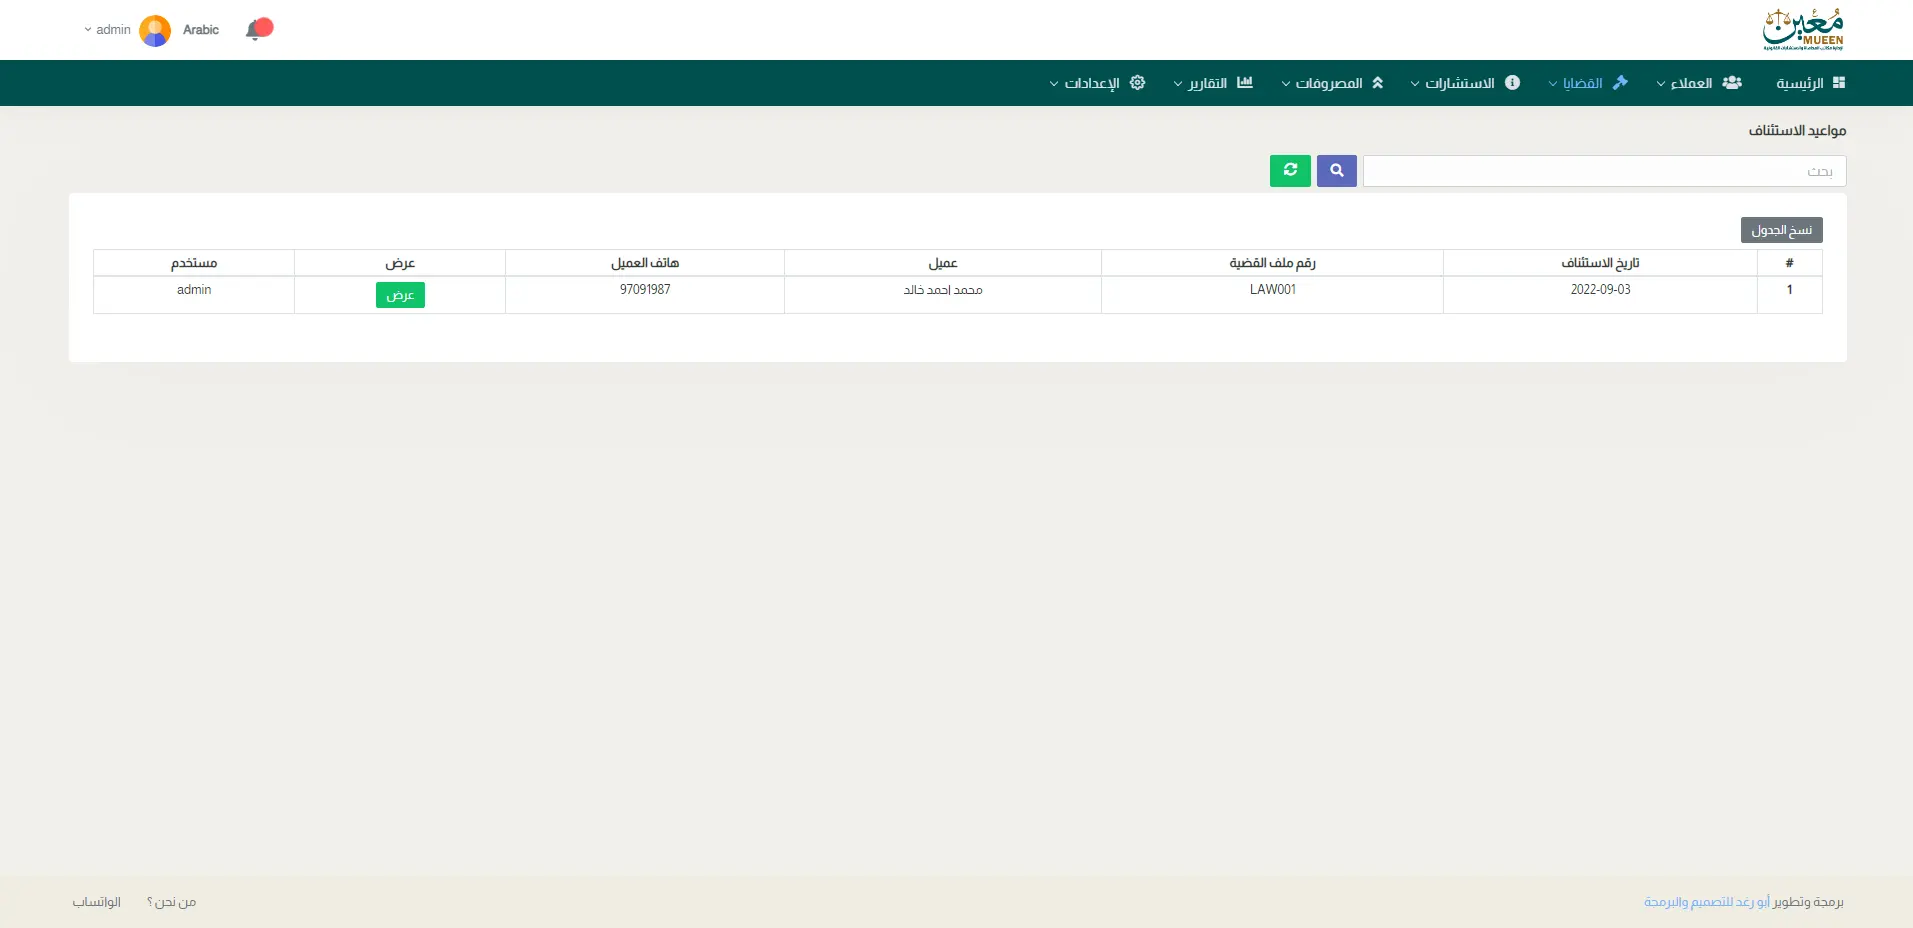 معين
MUEEN
Arabic
admin
الرئيسية
العملاء
القضايا
الاستشارات
المصروفات
التقارير
الإعدادات
مواعيد الاستئناف
بحث
نسخ الجدول
# تاريخ الاستئناف رقم ملف القضية عميل هاتف العميل عرض مستخدم
1 2022-09-03 LAW001 محمد احمد خالد 97091987 عرض admin
برمجة وتطوير أبو رغد للتصميم والبرمجة
من نحن ؟
الواتساب